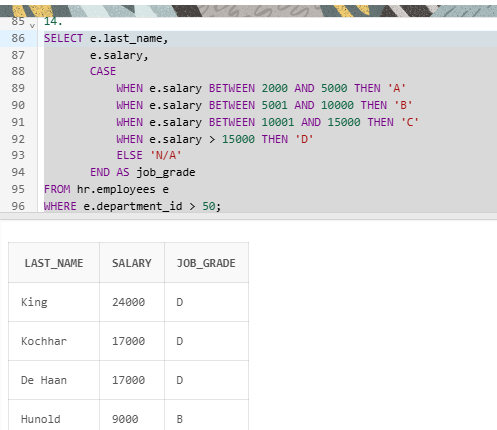 85 14.
86 SELECT e.last_name,
87 e.salary,
88 CASE
89 WHEN e.salary BETWEEN 2000 AND 5000 THEN 'A'
90 WHEN e.salary BETWEEN 5001 AND 10000 THEN 'B'
91 WHEN e.salary BETWEEN 10001 AND 15000 THEN 'C'
92 WHEN e.salary > 15000 THEN 'D'
93 ELSE 'N/A'
94 END AS job_grade
95 FROM hr.employees e
96 WHERE e.department_id > 50;
LAST_NAME SALARY JOB_GRADE
King 24000 D
Kochhar 17000 D
De Haan 17000 D
Hunold 9000 B